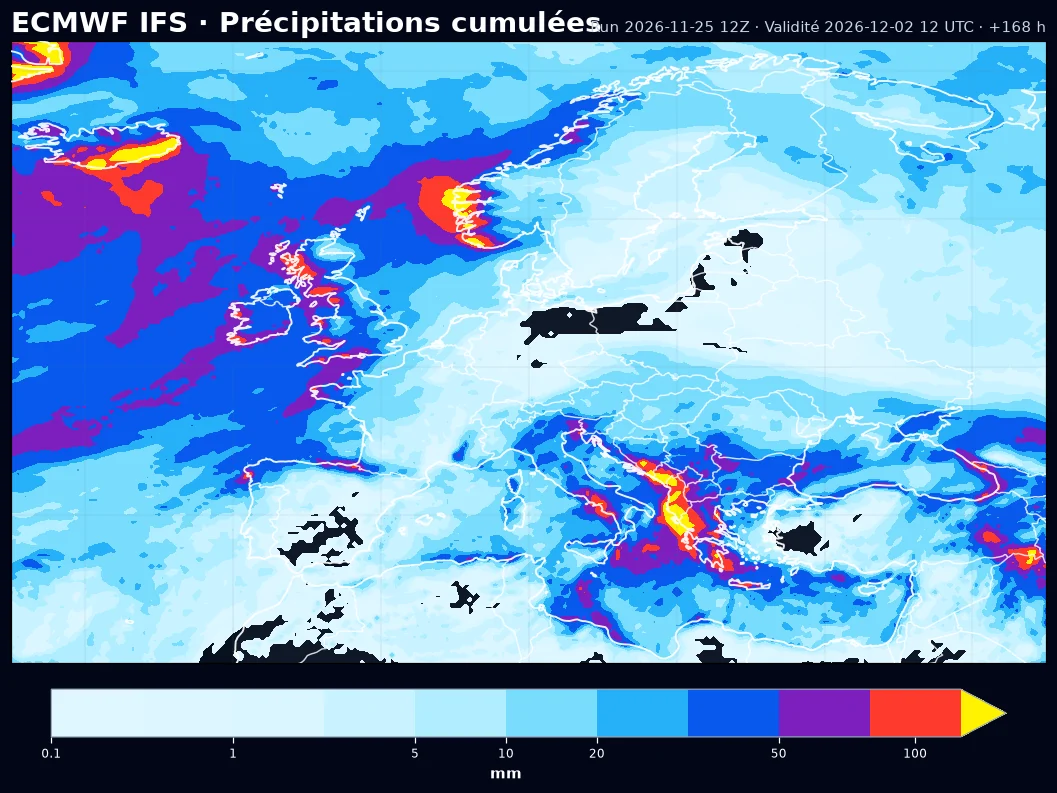 ECMWF IFS · Précipitations cumulées
Run 2026-11-25 12Z · Validité 2026-12-02 12 UTC · +168 h
0.1 1 5 10 20 50 100
mm